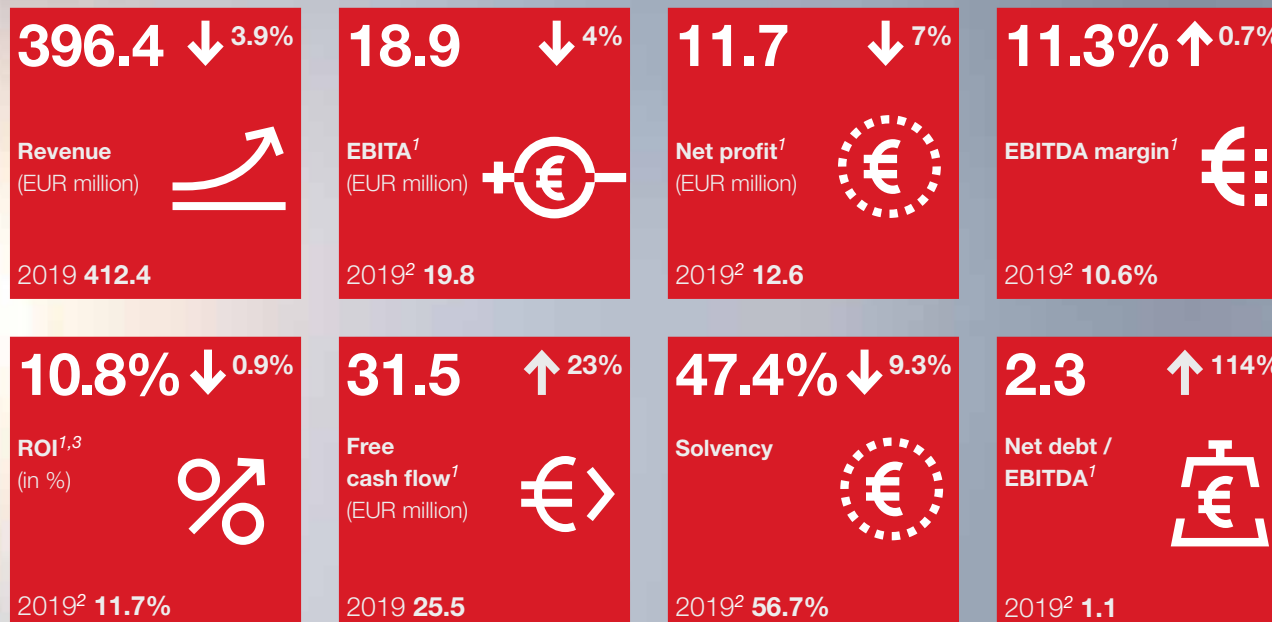 396.4 ↓ 3.9%
Revenue
(EUR million)
2019 412.4
18.9 ↓ 4%
EBITA¹
(EUR million)
2019² 19.8
11.7 ↓ 7%
Net profit¹
(EUR million)
2019² 12.6
11.3% ↑ 0.7%
EBITDA margin¹
2019² 10.6%
10.8% ↓ 0.9%
ROI¹,³
(in %)
2019² 11.7%
31.5 ↑ 23%
Free
cash flow¹
(EUR million)
2019 25.5
47.4% ↓ 9.3%
Solvency
2019² 56.7%
2.3 ↑ 114%
Net debt /
EBITDA¹
2019² 1.1